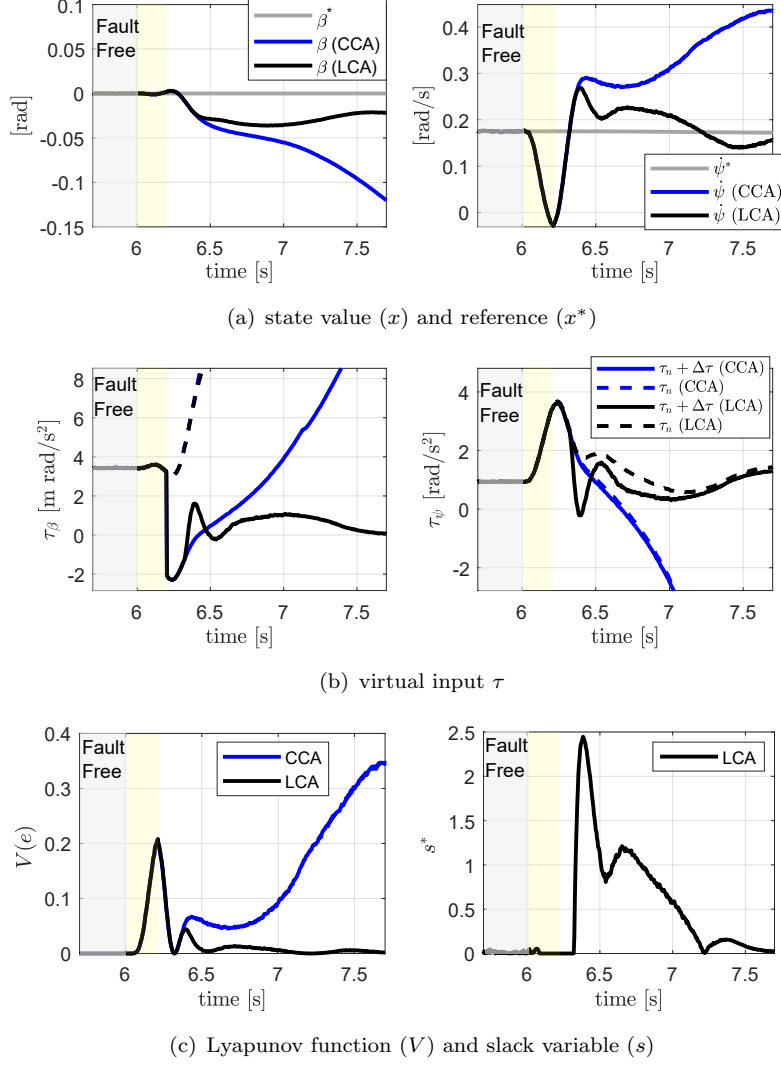 0.1
0.05
0
-0.05
-0.1
-0.15
[rad]
Fault
Free
β*
β (CCA)
β (LCA)
6
6.5
7
7.5
time [s]
0.4
0.3
0.2
0.1
0
[rad/s]
Fault
Free
ψ̇*
ψ̇ (CCA)
ψ̇ (LCA)
6
6.5
7
7.5
time [s]
(a) state value (x) and reference (x*)
8
6
4
2
0
-2
τβ [m rad/s²]
Fault
Free
6
6.5
7
7.5
time [s]
4
2
0
-2
τψ̇ [rad/s²]
Fault
Free
τn + Δτ (CCA)
τn (CCA)
τn + Δτ (LCA)
τn (LCA)
6
6.5
7
7.5
time [s]
(b) virtual input τ
0.4
0.3
0.2
0.1
0
V(e)
Fault
Free
CCA
LCA
6
6.5
7
7.5
time [s]
2.5
2
1.5
1
0.5
0
s*
Fault
Free
LCA
6
6.5
7
7.5
time [s]
(c) Lyapunov function (V) and slack variable (s)